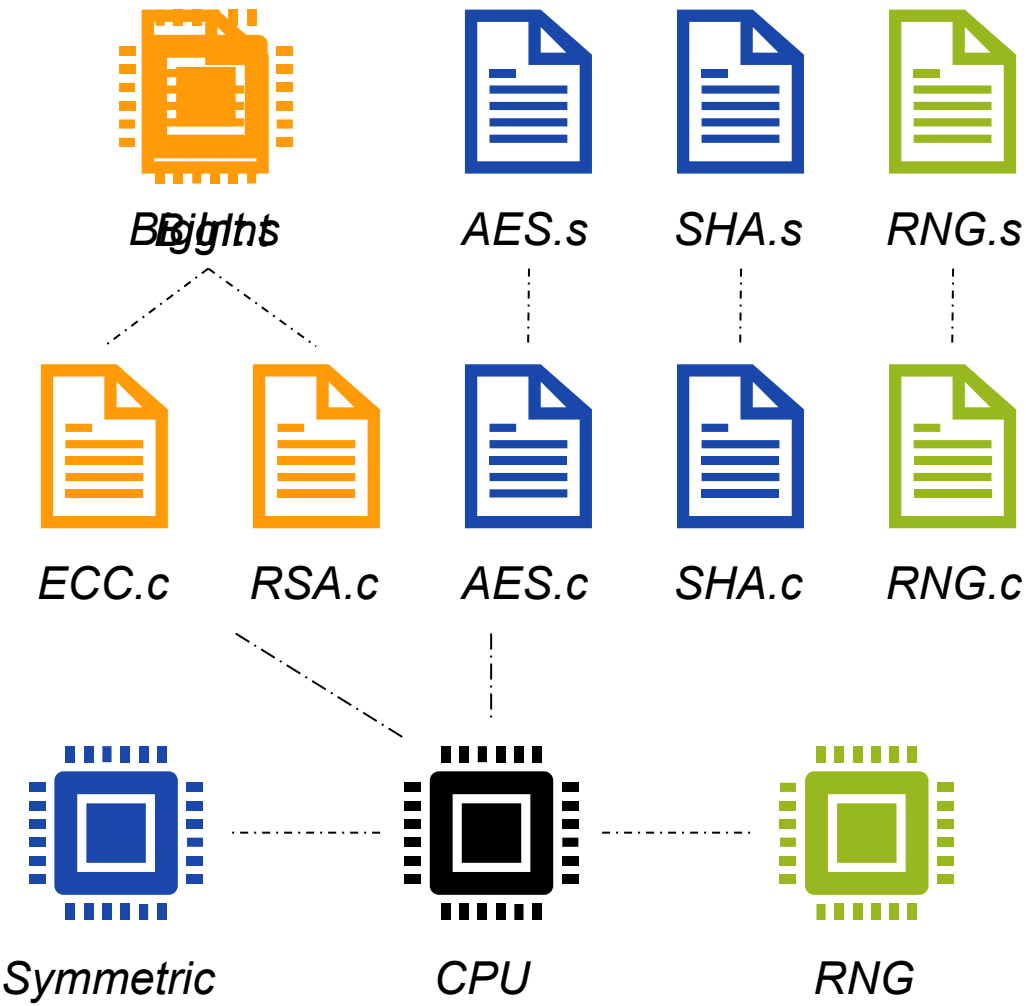 AES.s
SHA.s
RNG.s
ECC.c
RSA.c
AES.c
SHA.c
RNG.c
Symmetric
CPU
RNG